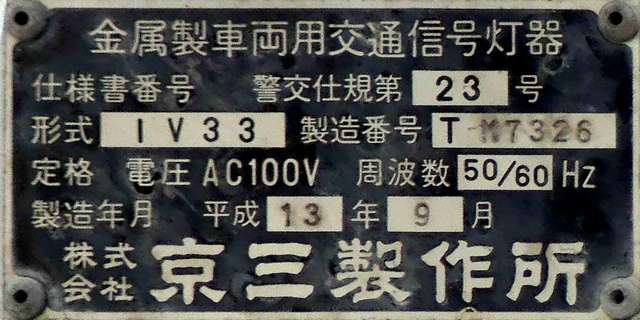 金属製車両用交通信号灯器
仕様書番号 警交仕規第 23 号
形式 1V33 製造番号 T-M7326
定格 電圧 AC100V 周波数 50/60 Hz
製造年月 平成 13 年 9 月
株式会社 京三製作所